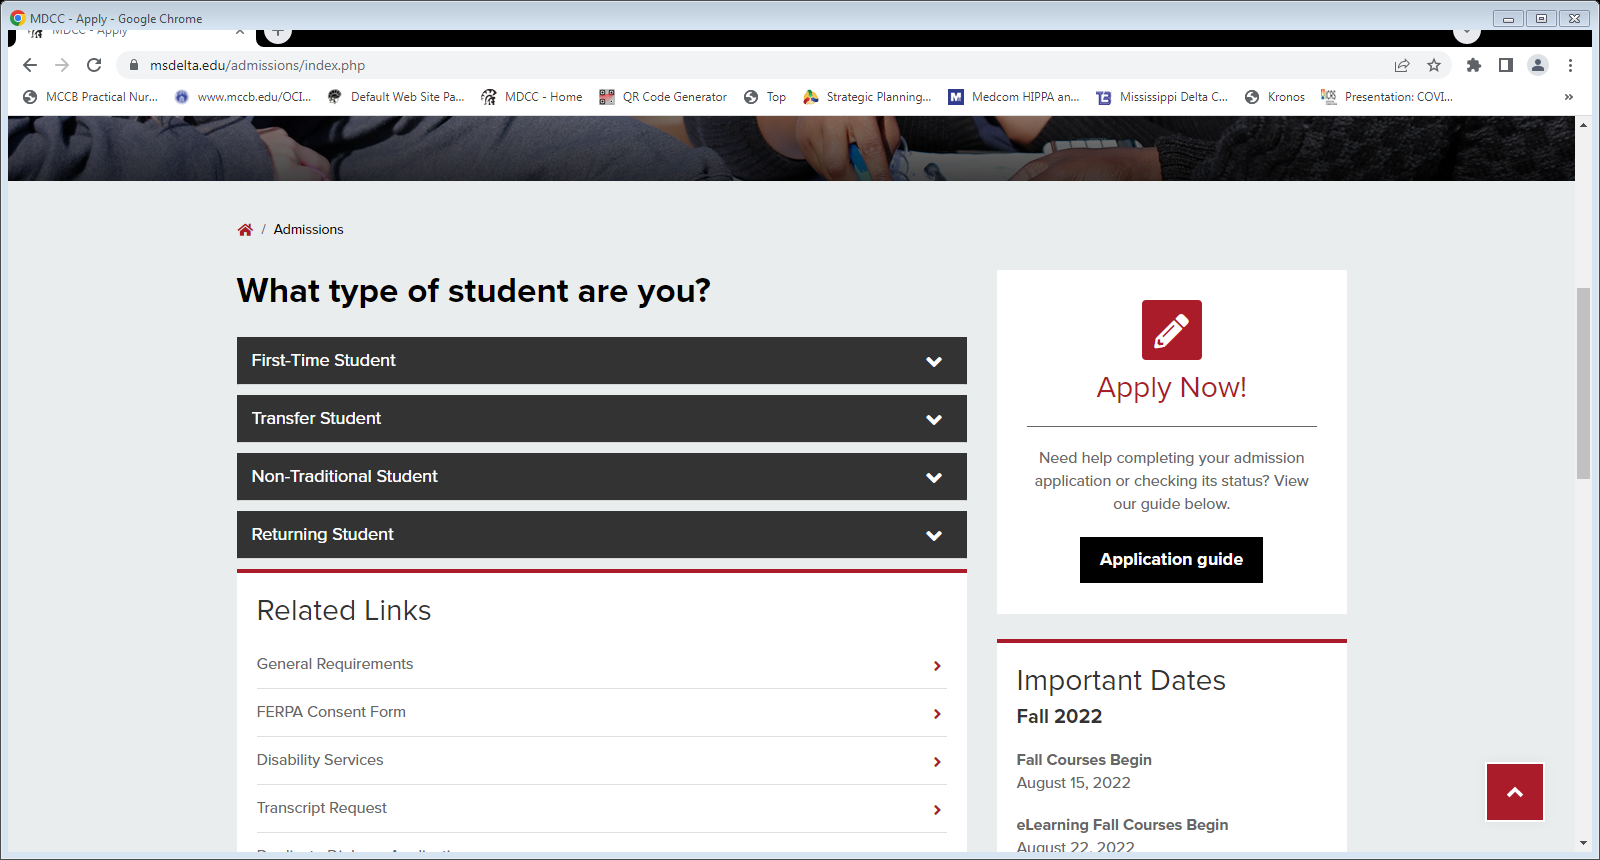 MDCC - Apply - Google Chrome
MDCC - Apply
msdelta.edu/admissions/index.php
MCCB Practical Nur... www.mccb.edu/OCI... Default Web Site Pa... MDCC - Home QR Code Generator Top Strategic Planning... Medcom HIPPA an... Mississippi Delta C... Kronos Presentation: COVI... »
/ Admissions
What type of student are you?
First-Time Student
Transfer Student
Non-Traditional Student
Returning Student
Related Links
General Requirements
FERPA Consent Form
Disability Services
Transcript Request
Apply Now!
Need help completing your admission
application or checking its status? View
our guide below.
Application guide
Important Dates
Fall 2022
Fall Courses Begin
August 15, 2022
eLearning Fall Courses Begin
August 22, 2022